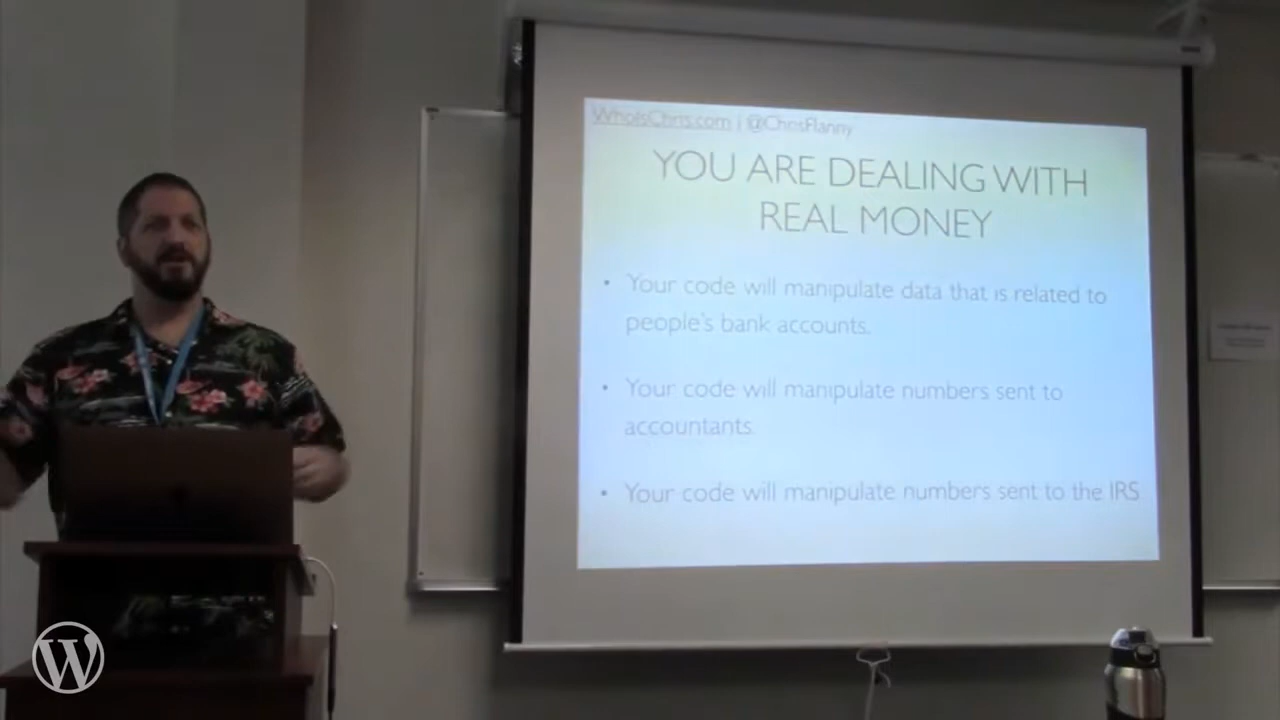 WhoIsChris.com | @ChrisFlanny
YOU ARE DEALING WITH
REAL MONEY
• Your code will manipulate data that is related to
people's bank accounts.
• Your code will manipulate numbers sent to
accountants.
• Your code will manipulate numbers sent to the IRS